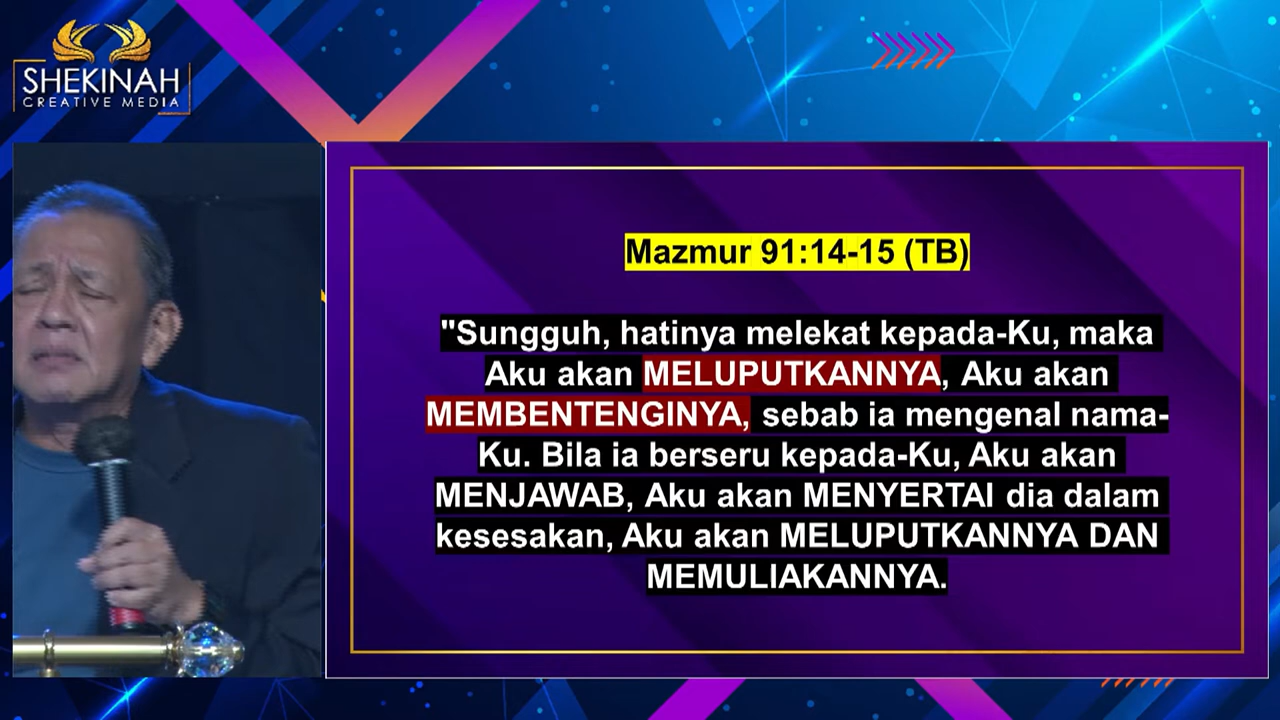 SHEKINAH
CREATIVE MEDIA
Mazmur 91:14-15 (TB)
"Sungguh, hatinya melekat kepada-Ku, maka
Aku akan MELUPUTKANNYA, Aku akan
MEMBENTENGINYA, sebab ia mengenal nama-
Ku. Bila ia berseru kepada-Ku, Aku akan
MENJAWAB, Aku akan MENYERTAI dia dalam
kesesakan, Aku akan MELUPUTKANNYA DAN
MEMULIAKANNYA.